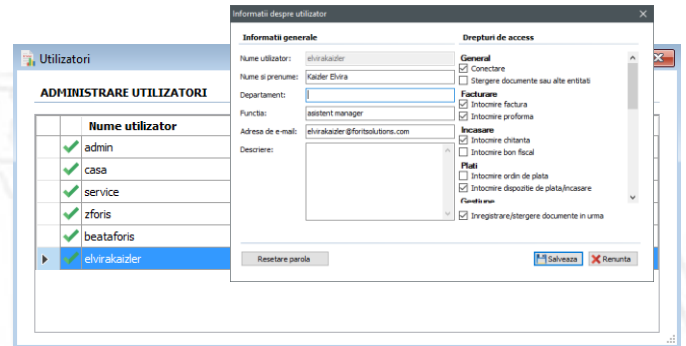 Utilizatori
ADMINISTRARE UTILIZATORI
Nume utilizator
admin
casa
service
zforis
beataforis
elvirakaizler
Informatii despre utilizator
Informatii generale
Nume utilizator: elvirakaizler
Nume si prenume: Kaizler Elvira
Departament:
Functia: asistent manager
Adresa de e-mail: elvirakaizler@foritsolutions.com
Descriere:
Resetare parola
Drepturi de access
General
Conectare
Stergere documente sau alte entitati
Facturare
Intocmire factura
Intocmire proforma
Incasare
Intocmire chitanta
Intocmire bon fiscal
Plati
Intocmire ordin de plata
Intocmire dispozitie de plata/incasare
Gestiune
Inregistrare/stergere documente in urma
Salveaza
Renunta